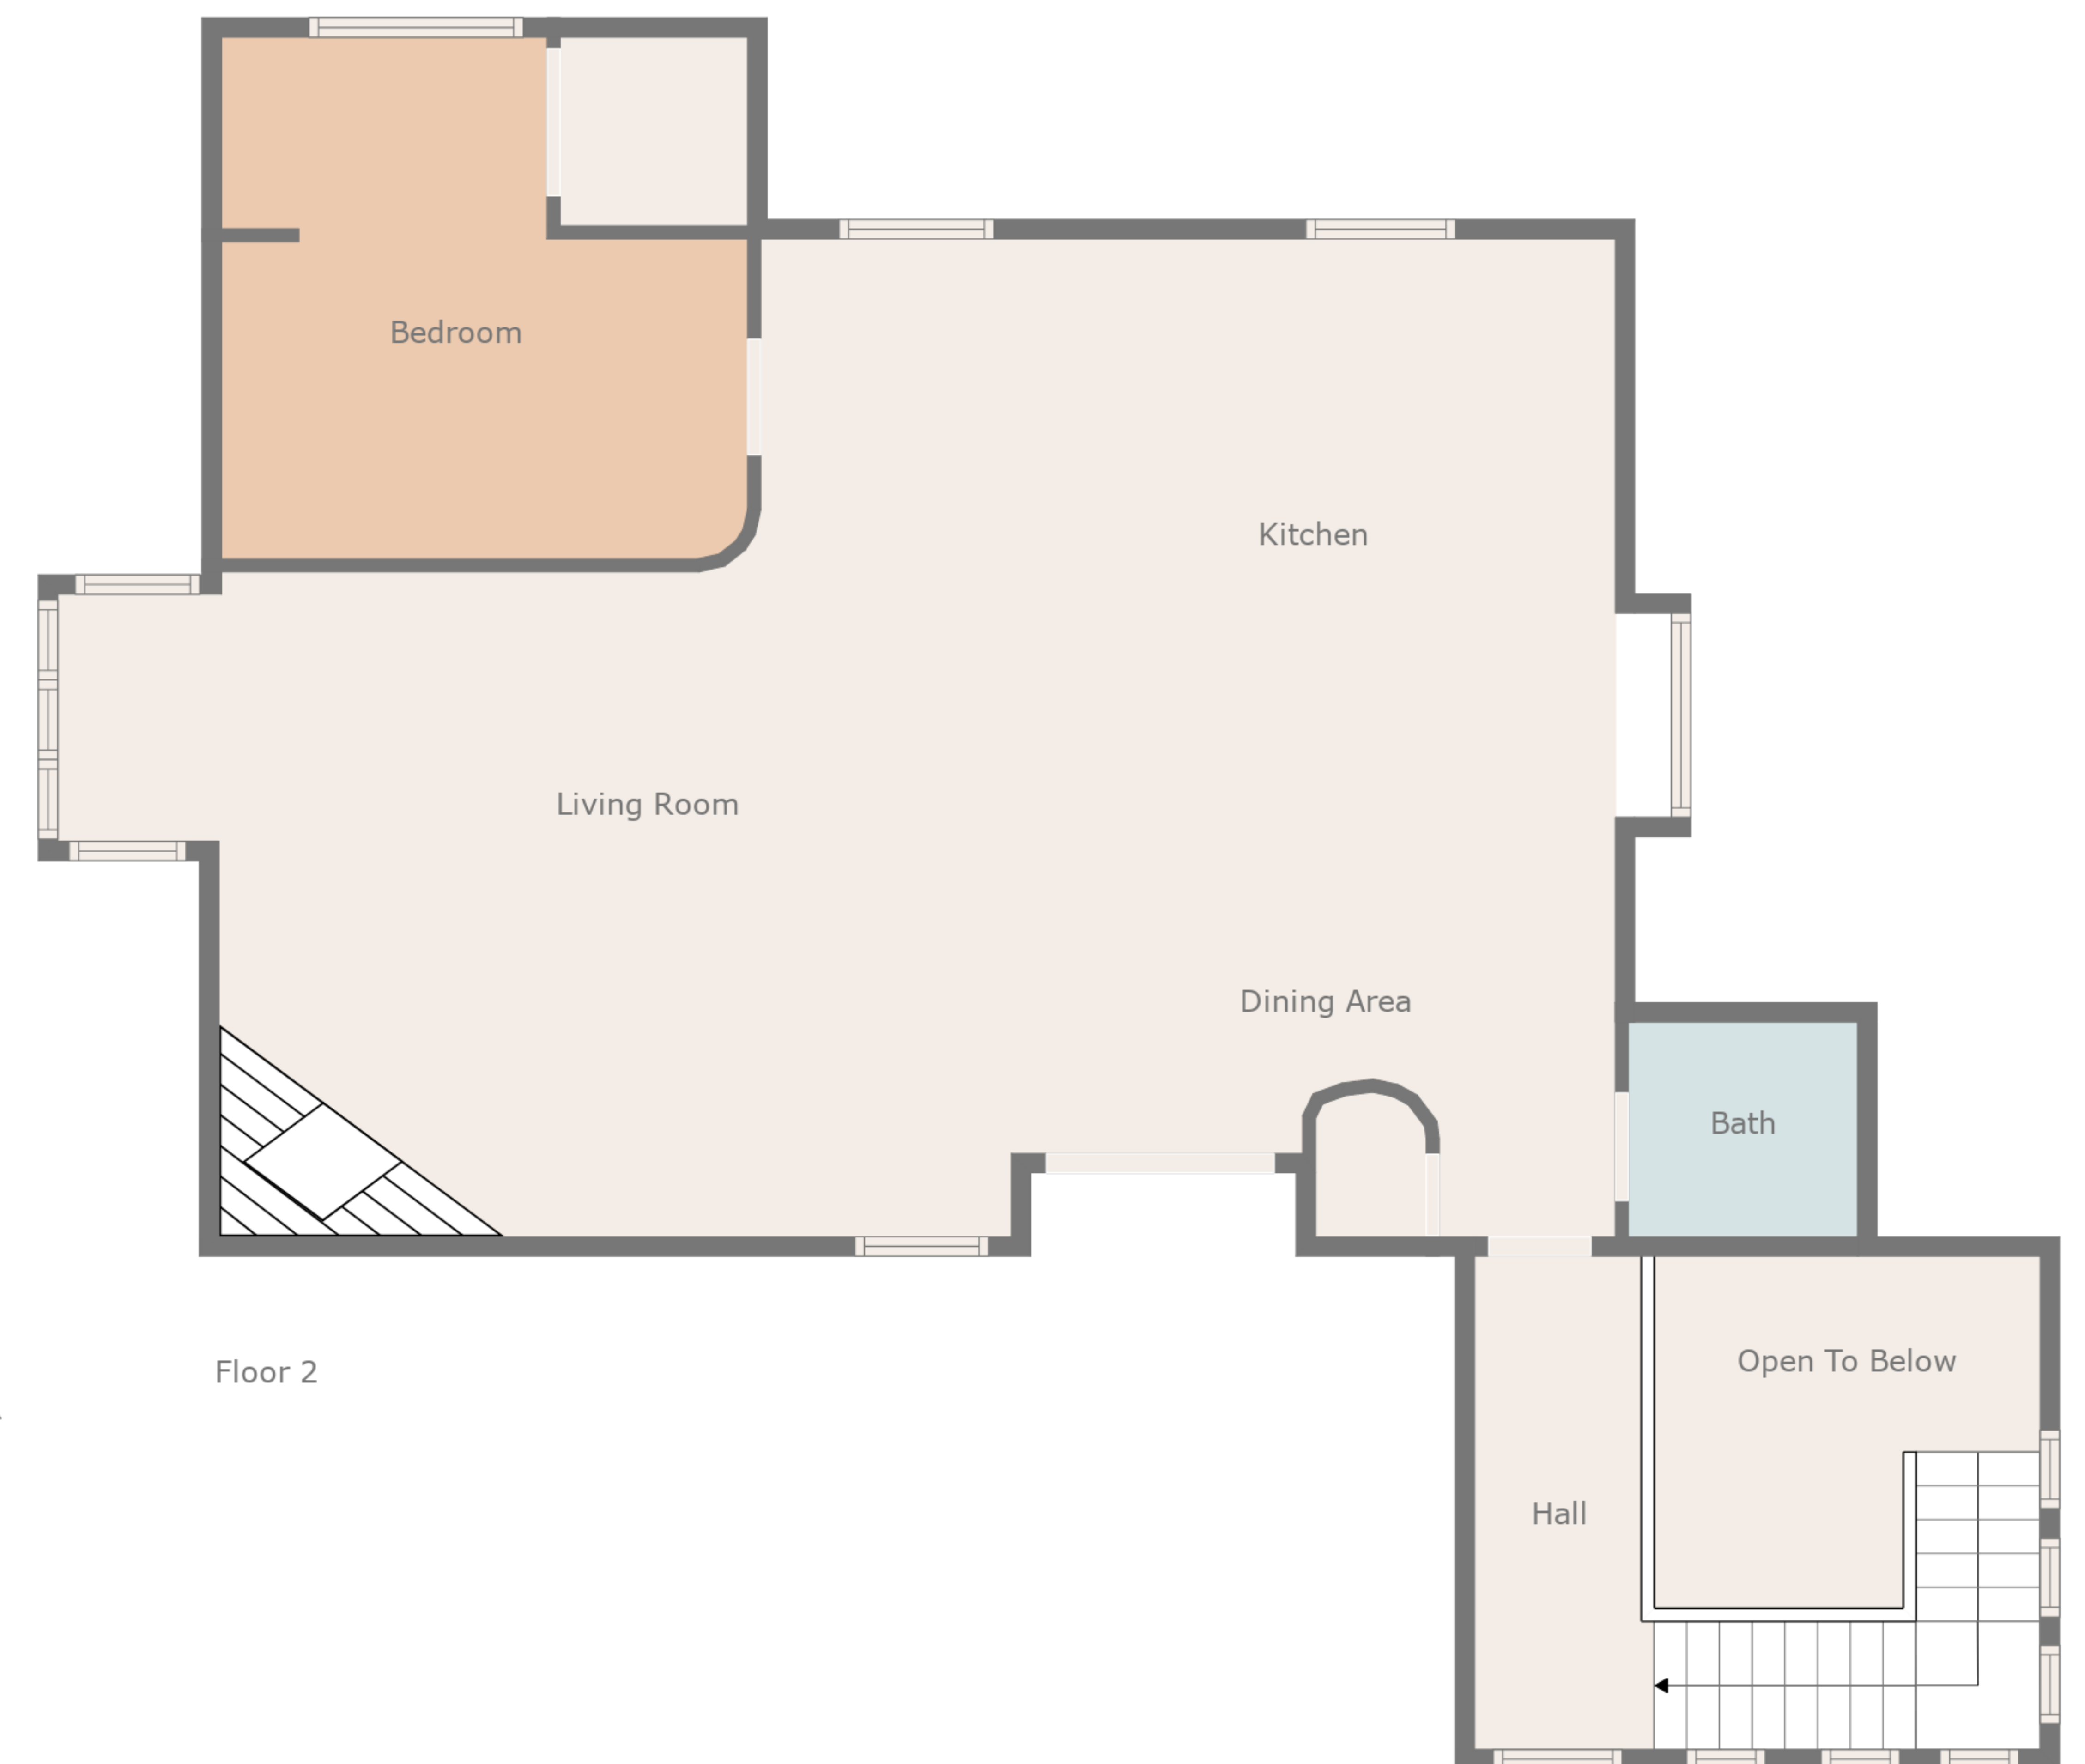 Bedroom
Kitchen
Living Room
Dining Area
Bath
Open To Below
Floor 2
Hall